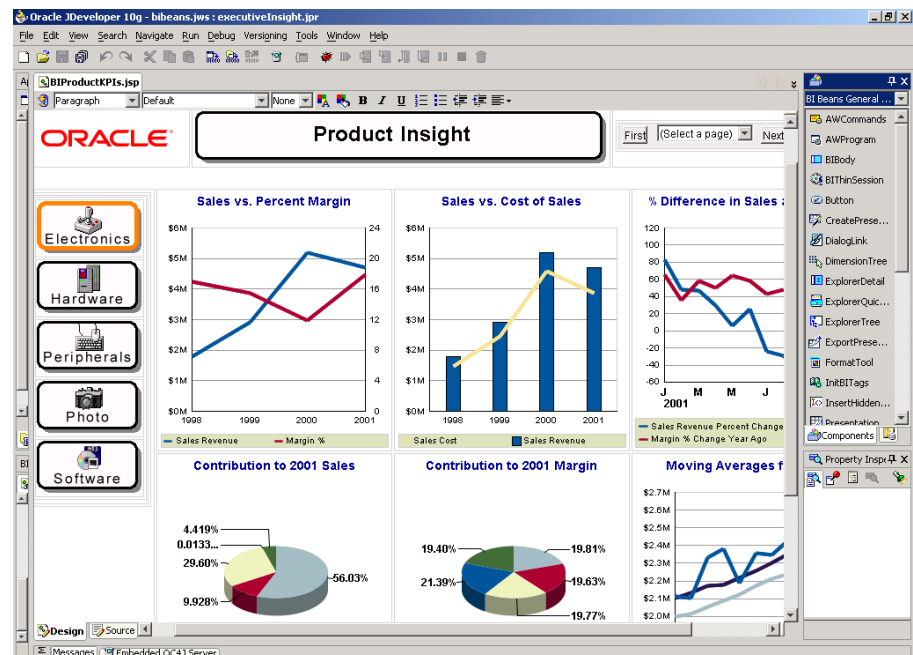 Oracle JDeveloper 10g - bibeans.jws : executiveInsight.jpr
File Edit View Search Navigate Run Debug Versioning Tools Window Help
BIProductKPIs.jsp
Paragraph Default None B I U
BI Beans General ...
ORACLE
Product Insight
First (Select a page) Next
AWCommands
AWProgram
BIBody
BIThinSession
Button
CreatePrese...
DialogLink
DimensionTree
ExplorerDetail
ExplorerQuic...
ExplorerTree
ExportPrese...
FormatTool
InitBITags
InsertHidden...
Presentation
Components
Property Inspe
Electronics
Hardware
Peripherals
Photo
Software
Sales vs. Percent Margin
$6M 24
$5M 20
$4M 16
$3M 12
$2M 8
$1M 4
$0M 0
1998 1999 2000 2001
Sales Revenue Margin %
Sales vs. Cost of Sales
$6M
$5M
$4M
$3M
$2M
$1M
$0M
1998 1999 2000 2001
Sales Cost Sales Revenue
% Difference in Sales a
120
100
80
60
40
20
0
-20
-40
-60
J M M J
2001
Sales Revenue Percent Change
Margin % Change Year Ago
Contribution to 2001 Sales
4.419%
0.0133...
29.60%
9.928%
56.03%
Contribution to 2001 Margin
19.40%
21.39%
19.81%
19.63%
19.77%
Moving Averages f
$2.7M
$2.6M
$2.5M
$2.4M
$2.3M
$2.2M
$2.1M
$2.0M
Design Source
Messages Embedded OC4J Server